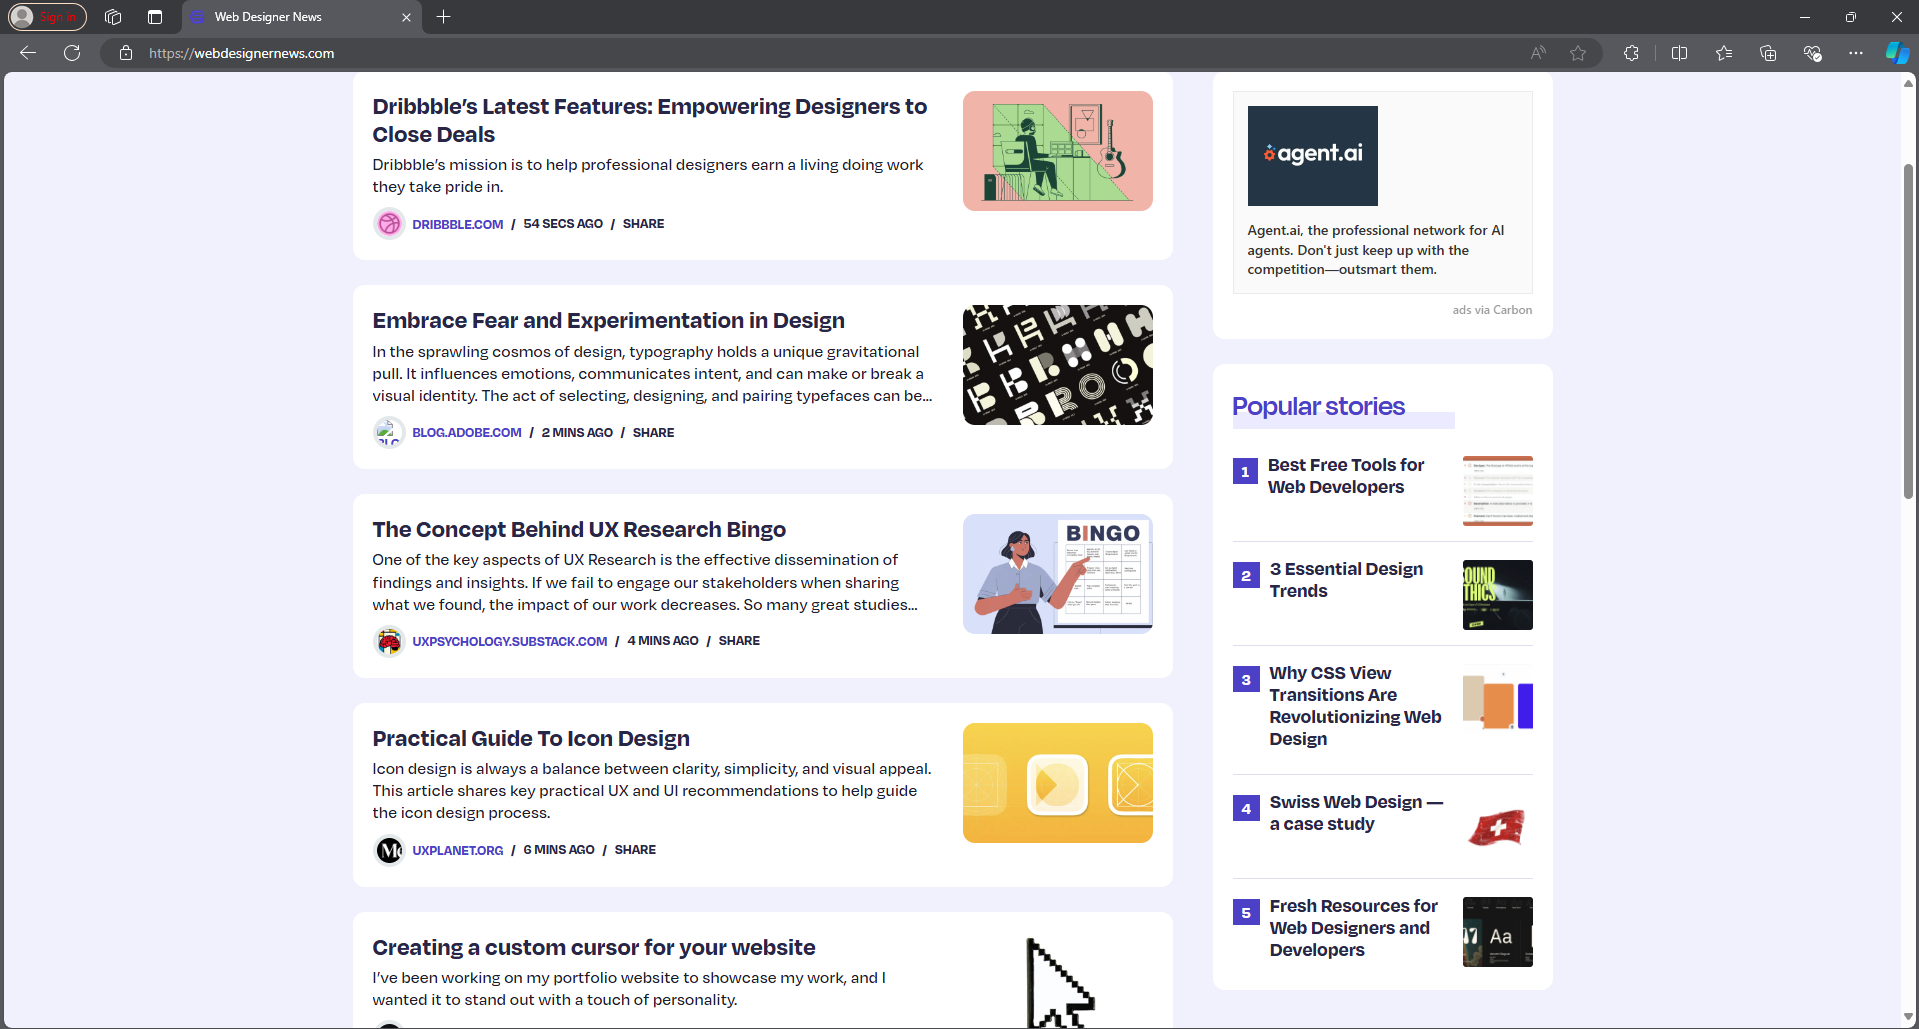 Sign in
Web Designer News
https://webdesignernews.com
Dribbble’s Latest Features: Empowering Designers to
Close Deals
Dribbble’s mission is to help professional designers earn a living doing work
they take pride in.
DRIBBBLE.COM / 54 SECS AGO / SHARE
Embrace Fear and Experimentation in Design
In the sprawling cosmos of design, typography holds a unique gravitational
pull. It influences emotions, communicates intent, and can make or break a
visual identity. The act of selecting, designing, and pairing typefaces can be...
BLOG.ADOBE.COM / 2 MINS AGO / SHARE
The Concept Behind UX Research Bingo
One of the key aspects of UX Research is the effective dissemination of
findings and insights. If we fail to engage our stakeholders when sharing
what we found, the impact of our work decreases. So many great studies...
BINGO
UXPSYCHOLOGY.SUBSTACK.COM / 4 MINS AGO / SHARE
Practical Guide To Icon Design
Icon design is always a balance between clarity, simplicity, and visual appeal.
This article shares key practical UX and UI recommendations to help guide
the icon design process.
UXPLANET.ORG / 6 MINS AGO / SHARE
Creating a custom cursor for your website
I’ve been working on my portfolio website to showcase my work, and I
wanted it to stand out with a touch of personality.
agent.ai
Agent.ai, the professional network for AI
agents. Don't just keep up with the
competition—outsmart them.
ads via Carbon
Popular stories
1 Best Free Tools for
Web Developers
2 3 Essential Design
Trends
3 Why CSS View
Transitions Are
Revolutionizing Web
Design
4 Swiss Web Design —
a case study
5 Fresh Resources for
Web Designers and
Developers
Aa